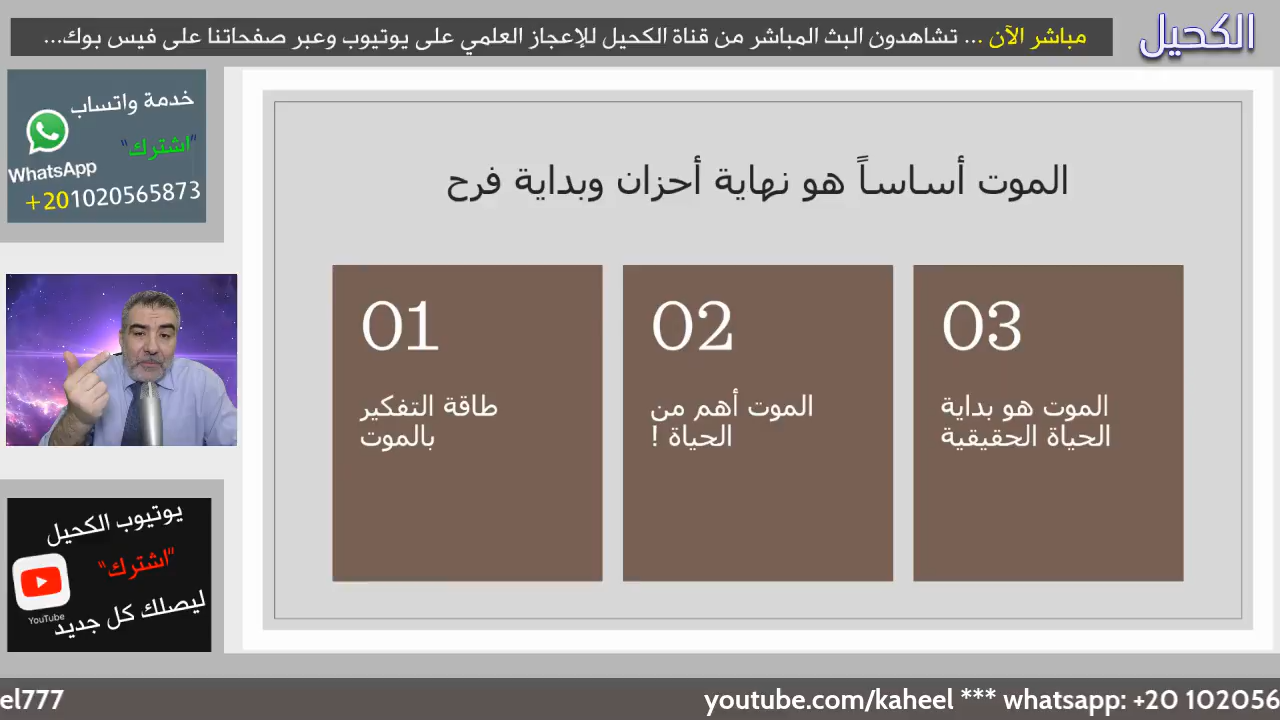 الكحيل
مباشر الآن ... تشاهدون البث المباشر من قناة الكحيل للإعجاز العلمي على يوتيوب وعبر صفحاتنا على فيس بوك...
خدمة واتساب
"اشترك"
WhatsApp
+201020565873
الموت أساساً هو نهاية أحزان وبداية فرح
01
طاقة التفكير
بالموت
02
الموت أهم من
الحياة !
03
الموت هو بداية
الحياة الحقيقية
يوتيوب الكحيل
"اشترك"
YouTube
ليصلك كل جديد
el777
youtube.com/kaheel *** whatsapp: +20 102056